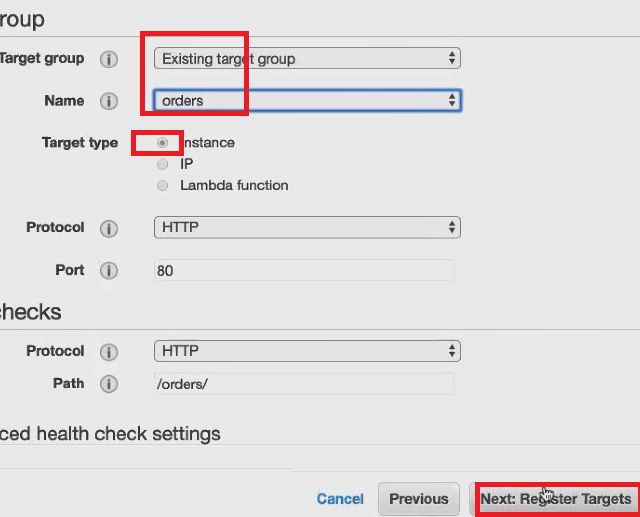 roup
Target group i Existing target group
Name i orders
Target type Instance
IP
Lambda function
Protocol i HTTP
Port i 80
checks
Protocol i HTTP
Path i /orders/
ced health check settings
Cancel Previous Next: Register Targets